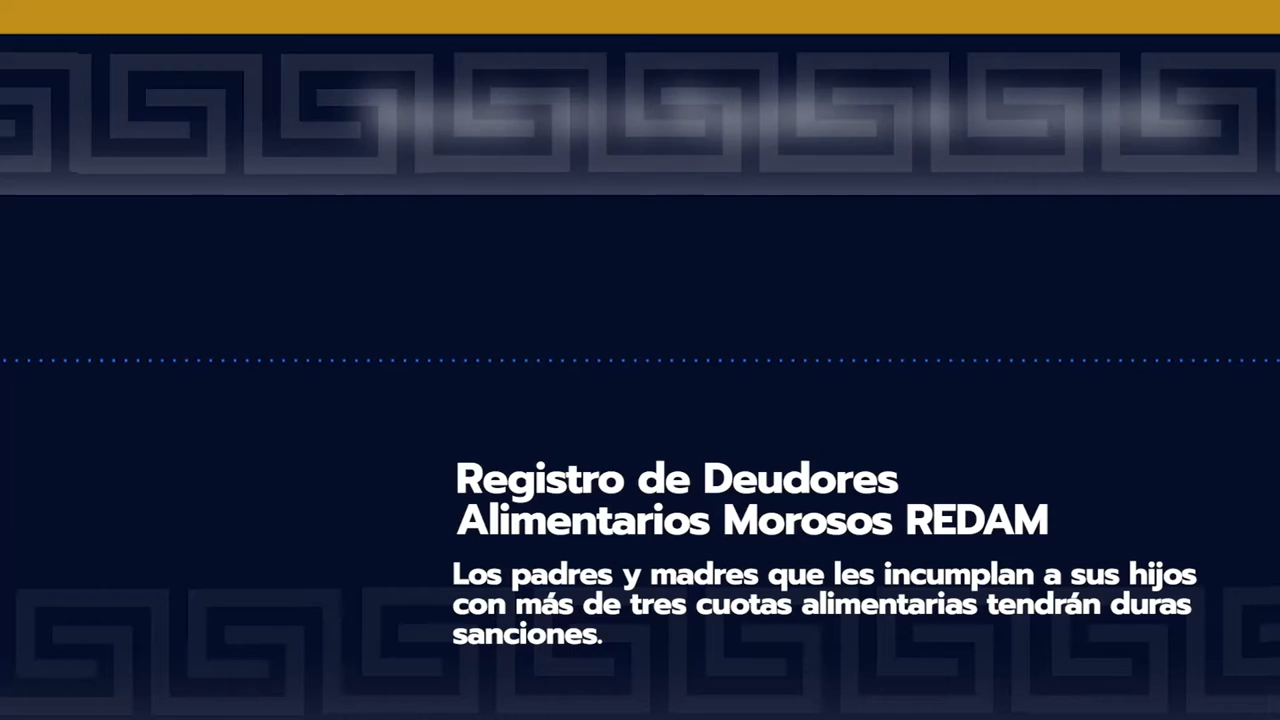 Registro de Deudores
Alimentarios Morosos REDAM
Los padres y madres que les incumplan a sus hijos
con más de tres cuotas alimentarias tendrán duras
sanciones.